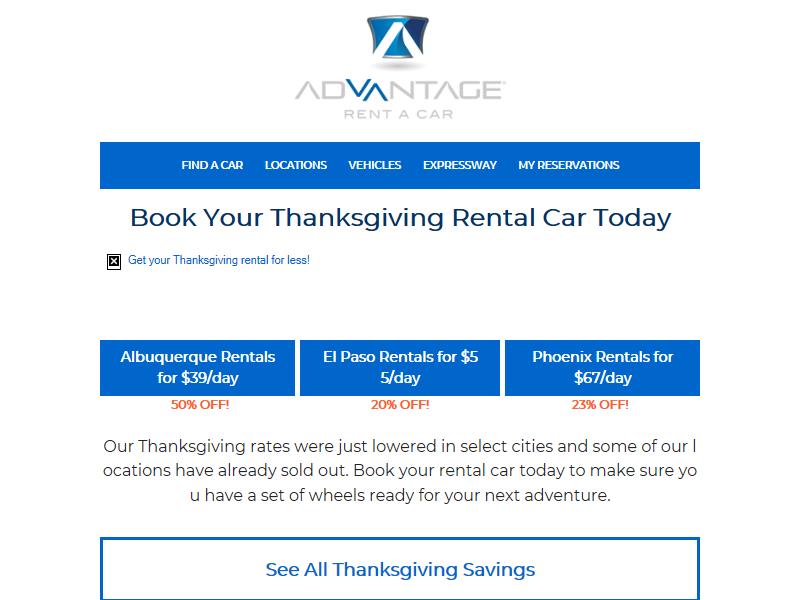 ADVANTAGE
RENT A CAR
FIND A CAR LOCATIONS VEHICLES EXPRESSWAY MY RESERVATIONS
Book Your Thanksgiving Rental Car Today
Get your Thanksgiving rental for less!
Albuquerque Rentals
for $39/day
50% OFF!
El Paso Rentals for $5
5/day
20% OFF!
Phoenix Rentals for
$67/day
23% OFF!
Our Thanksgiving rates were just lowered in select cities and some of our l
ocations have already sold out. Book your rental car today to make sure yo
u have a set of wheels ready for your next adventure.
See All Thanksgiving Savings